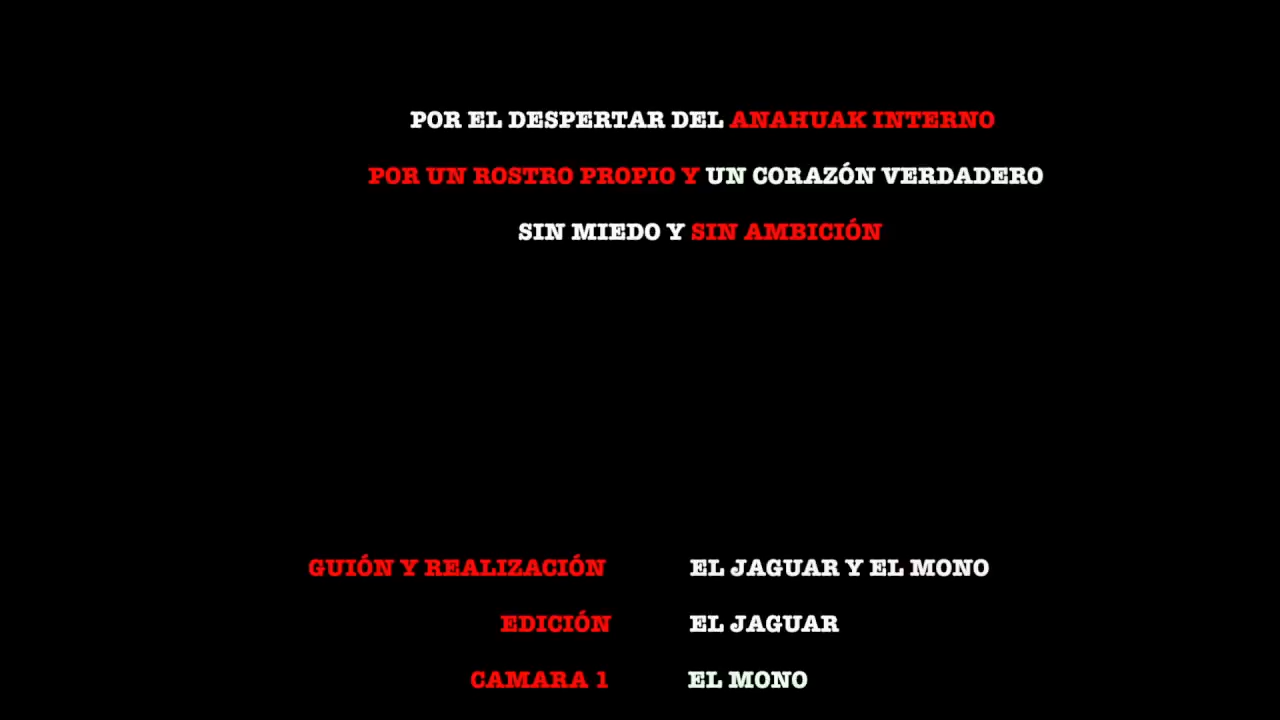 POR EL DESPERTAR DEL ANAHUAK INTERNO
POR UN ROSTRO PROPIO Y UN CORAZÓN VERDADERO
SIN MIEDO Y SIN AMBICIÓN
GUIÓN Y REALIZACIÓN EL JAGUAR Y EL MONO
EDICIÓN EL JAGUAR
CAMARA 1 EL MONO